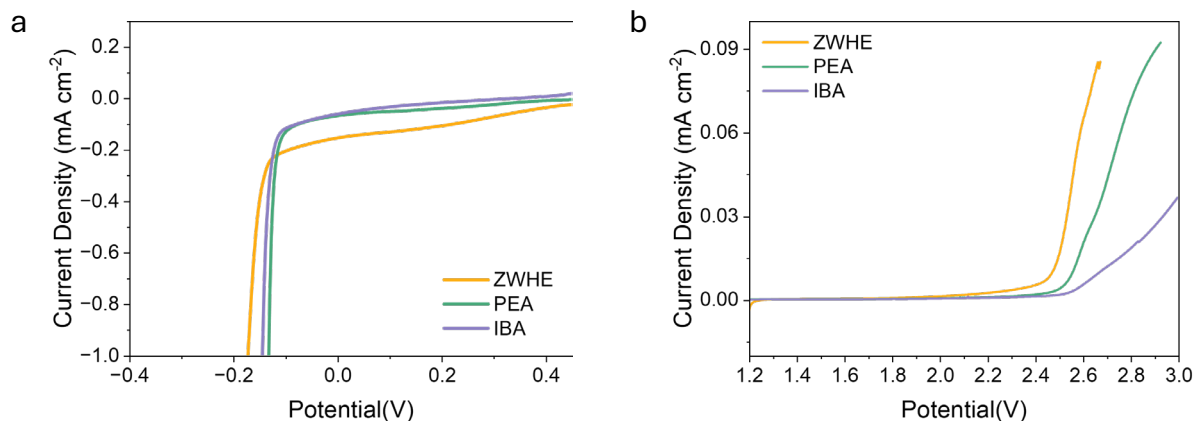 a
Current Density (mA cm⁻²)
0.2
0.0
−0.2
−0.4
−0.6
−0.8
−1.0
−0.4
−0.2
0.0
0.2
0.4
Potential(V)
ZWHE
PEA
IBA
b
Current Density (mA cm⁻²)
0.09
0.06
0.03
0.00
1.2
1.4
1.6
1.8
2.0
2.2
2.4
2.6
2.8
3.0
Potential(V)
ZWHE
PEA
IBA